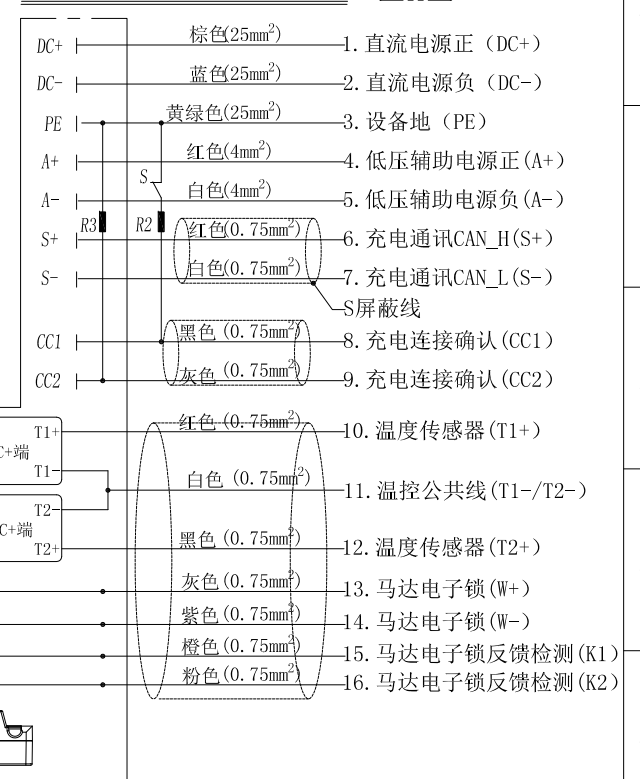 DC+ 棕色(25mm²) 1.直流电源正（DC+)
DC- 蓝色(25mm²) 2.直流电源负（DC-)
PE 黄绿色(25mm²) 3.设备地（PE)
A+ 红色(4mm²) 4.低压辅助电源正(A+)
S
A- 白色(4mm²) 5.低压辅助电源负(A-)
R3 R2
S+ 红色(0.75mm²) 6.充电通讯CAN_H(S+)
S- 白色(0.75mm²) 7.充电通讯CAN_L(S-)
S屏蔽线
CC1 黑色(0.75mm²) 8.充电连接确认(CC1)
CC2 灰色(0.75mm²) 9.充电连接确认(CC2)
T1+ 红色(0.75mm²) 10.温度传感器(T1+)
C+端
T1- 白色(0.75mm²) 11.温控公共线(T1-/T2-)
T2-
C+端
T2+ 黑色(0.75mm²) 12.温度传感器(T2+)
灰色(0.75mm²) 13.马达电子锁(W+)
紫色(0.75mm²) 14.马达电子锁(W-)
橙色(0.75mm²) 15.马达电子锁反馈检测(K1)
粉色(0.75mm²) 16.马达电子锁反馈检测(K2)